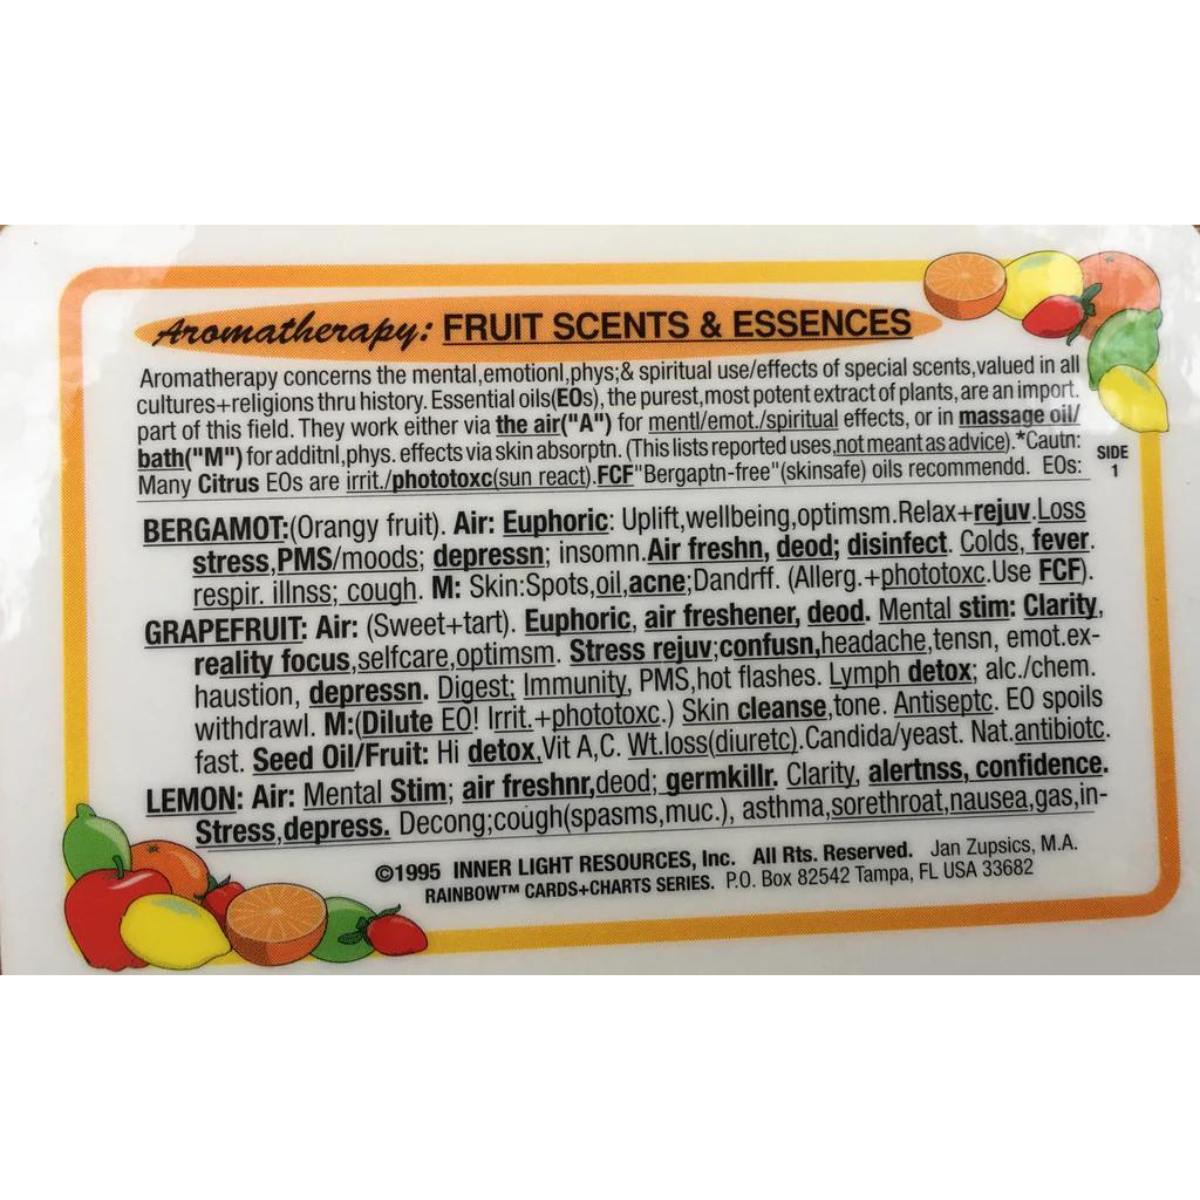 Aromatherapy: FRUIT SCENTS & ESSENCES
Aromatherapy concerns the mental,emotionl,phys;& spiritual use/effects of special scents,valued in all
cultures+religions thru history. Essential oils(EOs), the purest,most potent extract of plants, are an import.
part of this field. They work either via the air("A") for mentl/emot./spiritual effects, or in massage oil/
bath("M") for additnl,phys. effects via skin absorptn. (This lists reported uses,not meant as advice).*Cautn:
Many Citrus EOs are irrit./phototoxc(sun react).FCF"Bergaptn-free"(skinsafe) oils recommendd. EOs:
SIDE
1
BERGAMOT:(Orangy fruit). Air: Euphoric: Uplift,wellbeing,optimsm.Relax+rejuv.Loss
stress,PMS/moods; depressn; insomn.Air freshn, deod; disinfect. Colds, fever.
respir. illnss; cough. M: Skin:Spots,oil,acne;Dandrff. (Allerg.+phototoxc.Use FCF).
GRAPEFRUIT: Air: (Sweet+tart). Euphoric, air freshener, deod. Mental stim: Clarity,
reality focus,selfcare,optimsm. Stress rejuv;confusn,headache,tensn, emot.ex-
haustion, depressn. Digest; Immunity, PMS,hot flashes. Lymph detox; alc./chem.
withdrawl. M:(Dilute EO! Irrit.+phototoxc.) Skin cleanse,tone. Antiseptc. EO spoils
fast. Seed Oil/Fruit: Hi detox,Vit A,C. Wt.loss(diuretc).Candida/yeast. Nat.antibiotc.
LEMON: Air: Mental Stim; air freshnr,deod; germkillr. Clarity, alertnss, confidence.
Stress,depress. Decong;cough(spasms,muc.), asthma,sorethroat,nausea,gas,in-
©1995 INNER LIGHT RESOURCES, Inc. All Rts. Reserved. Jan Zupsics, M.A.
RAINBOW™ CARDS+CHARTS SERIES. P.O. Box 82542 Tampa, FL USA 33682